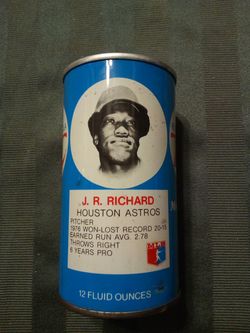 J. R. RICHARD
HOUSTON ASTROS
PITCHER
1976 WON-LOST RECORD 20-15
EARNED RUN AVG. 2.78
THROWS RIGHT
6 YEARS PRO
12 FLUID OUNCES